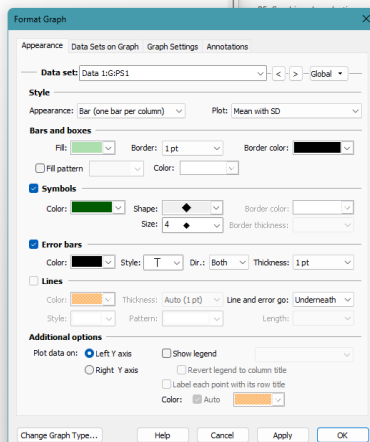 Format Graph
Appearance Data Sets on Graph Graph Settings Annotations
Data set: Data 1:G:PS1 < > Global
Style
Appearance: Bar (one bar per column) Plot: Mean with SD
Bars and boxes
Fill: Border: 1 pt Border color:
Fill pattern Color:
Symbols
Color: Shape: Border color:
Size: 4 Border thickness:
Error bars
Color: Style: Dir.: Both Thickness: 1 pt
Lines
Color: Thickness: Auto (1 pt) Line and error go: Underneath
Style: Pattern: Length:
Additional options
Plot data on: Left Y axis Show legend
Right Y axis Revert legend to column title
Label each point with its row title
Color: Auto
Change Graph Type... Help Cancel Apply OK